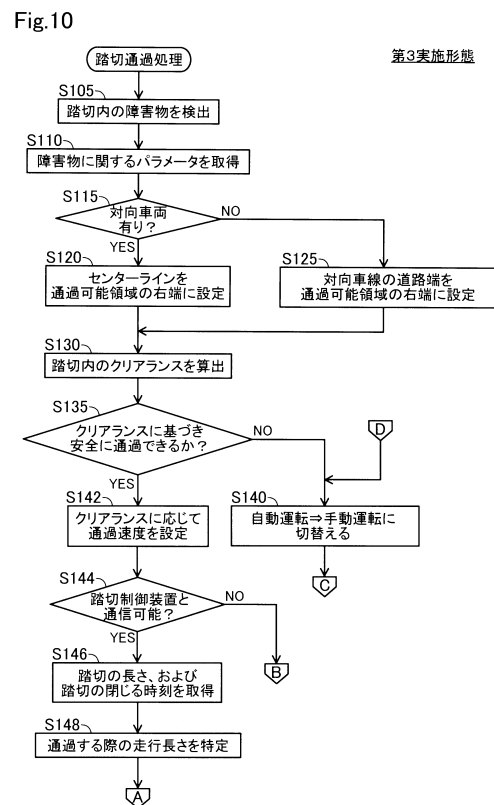 Fig.10
踏切通過処理
第3実施形態
S105
踏切内の障害物を検出
S110
障害物に関するパラメータを取得
S115
対向車両
有り?
NO
YES
S120
センターラインを
通過可能領域の右端に設定
S125
対向車線の道路端を
通過可能領域の右端に設定
S130
踏切内のクリアランスを算出
S135
クリアランスに基づき
安全に通過できるか?
NO
D
YES
S142
クリアランスに応じて
通過速度を設定
S140
自動運転⇒手動運転に
切替える
C
S144
踏切制御装置と
通信可能?
NO
B
YES
S146
踏切の長さ、および
踏切の閉じる時刻を取得
S148
通過する際の走行長さを特定
A